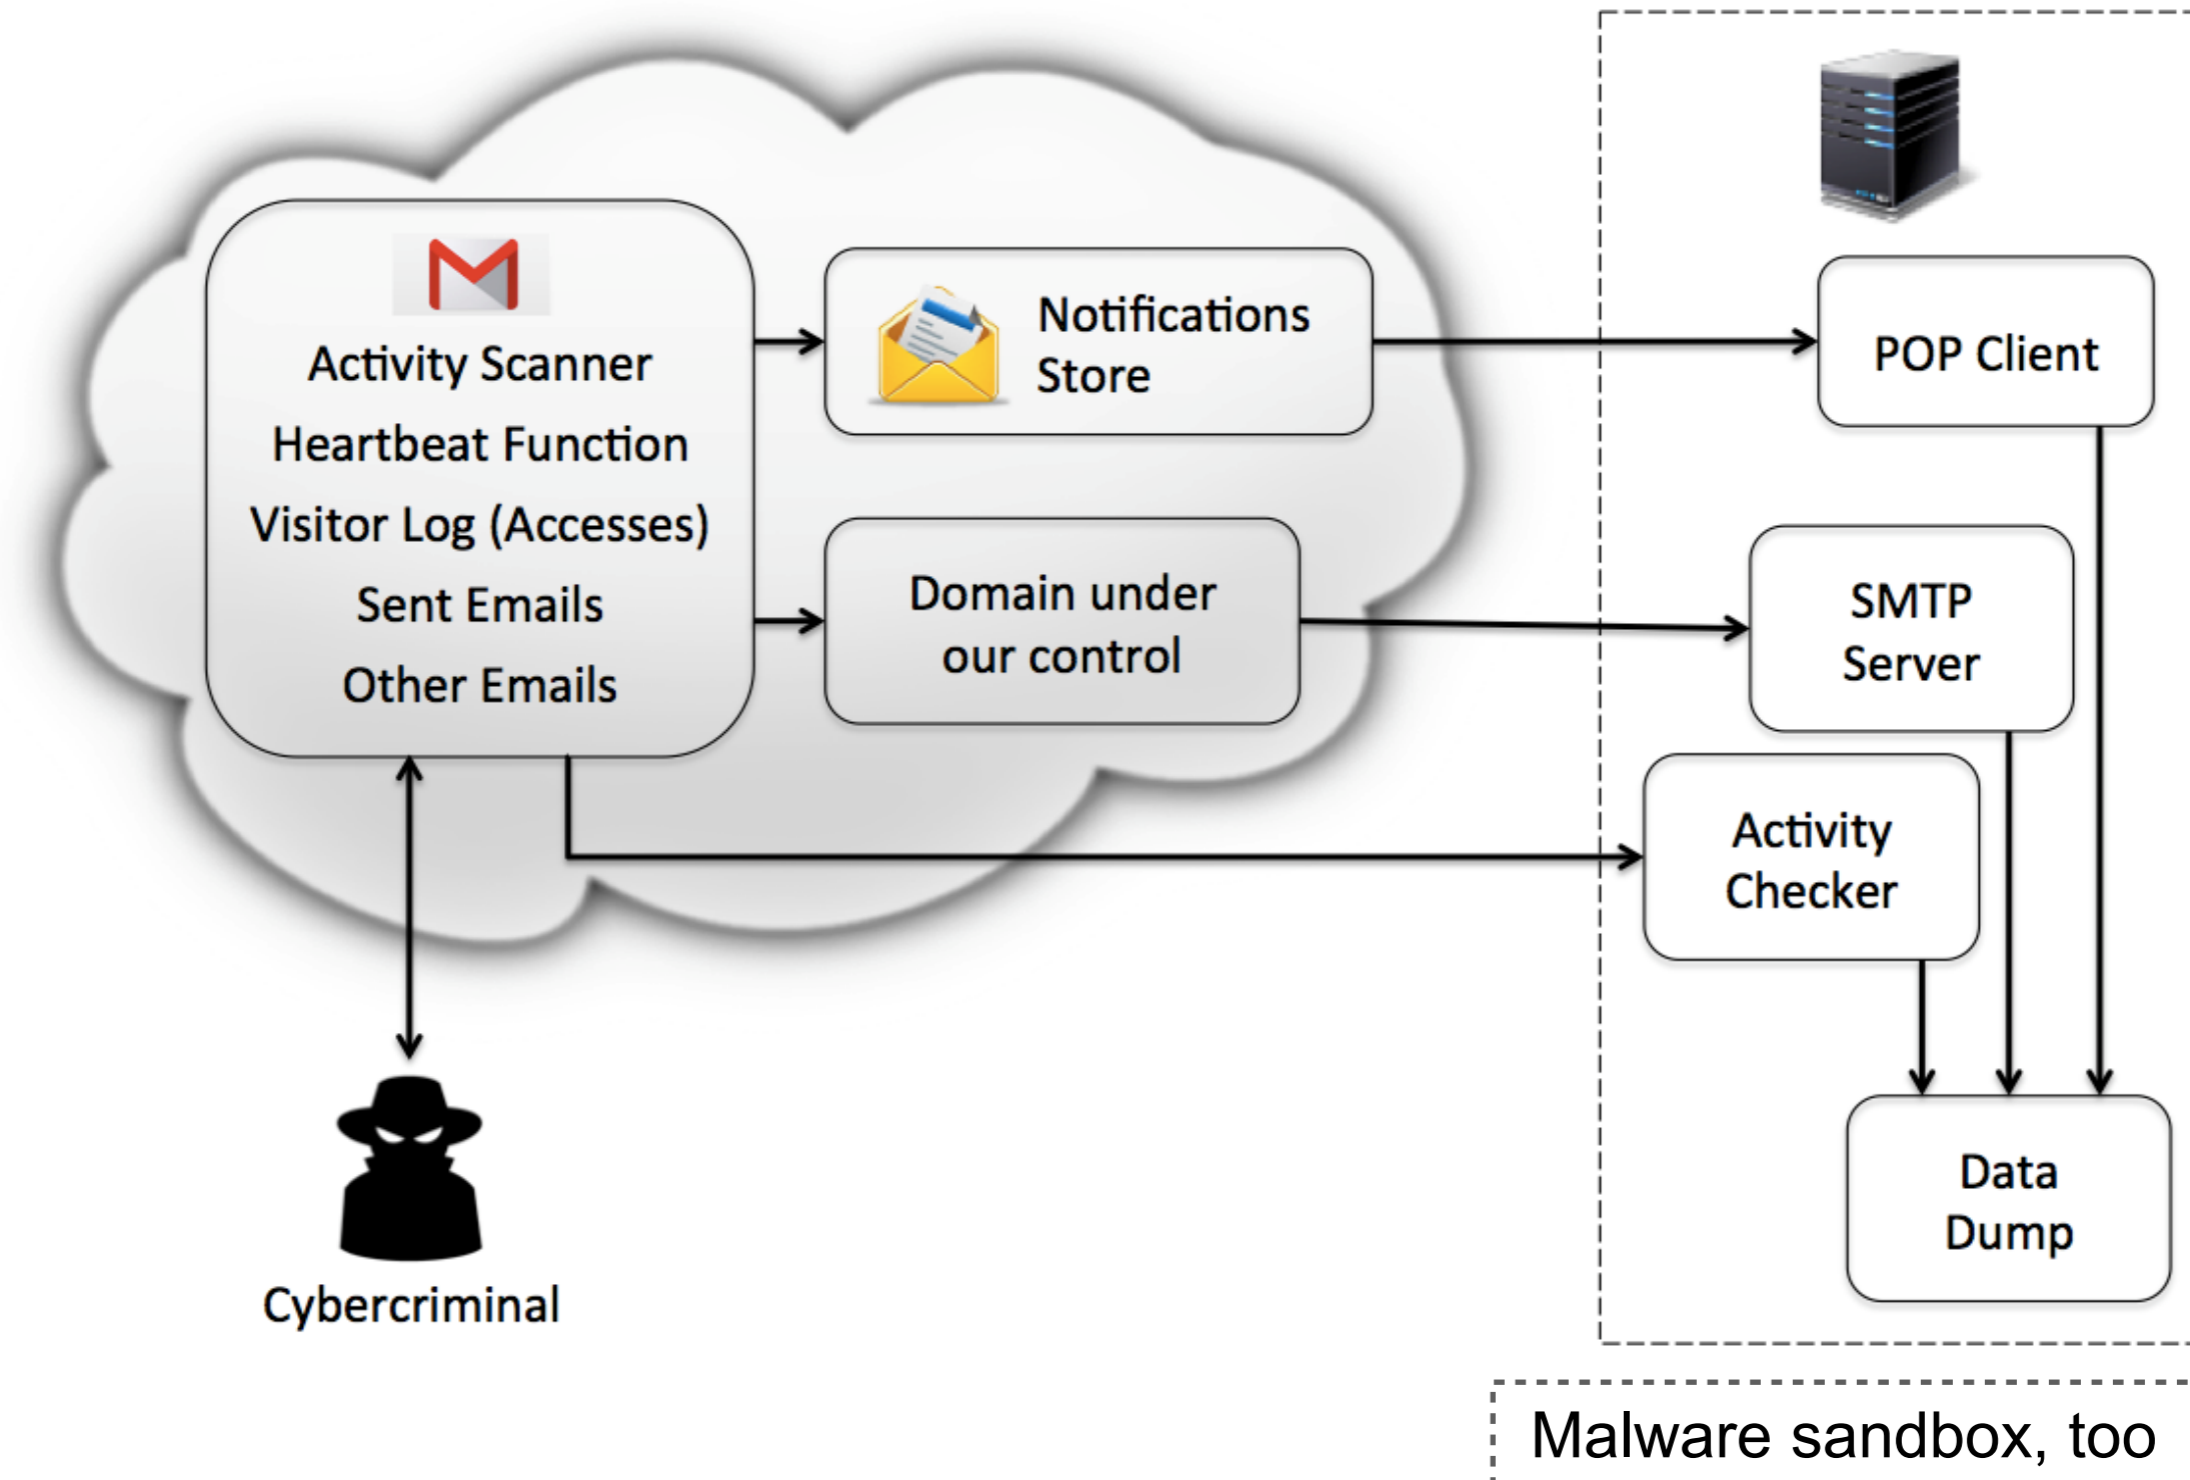 Activity Scanner
Heartbeat Function
Visitor Log (Accesses)
Sent Emails
Other Emails
Notifications
Store
Domain under
our control
POP Client
SMTP
Server
Activity
Checker
Data
Dump
Cybercriminal
Malware sandbox, too